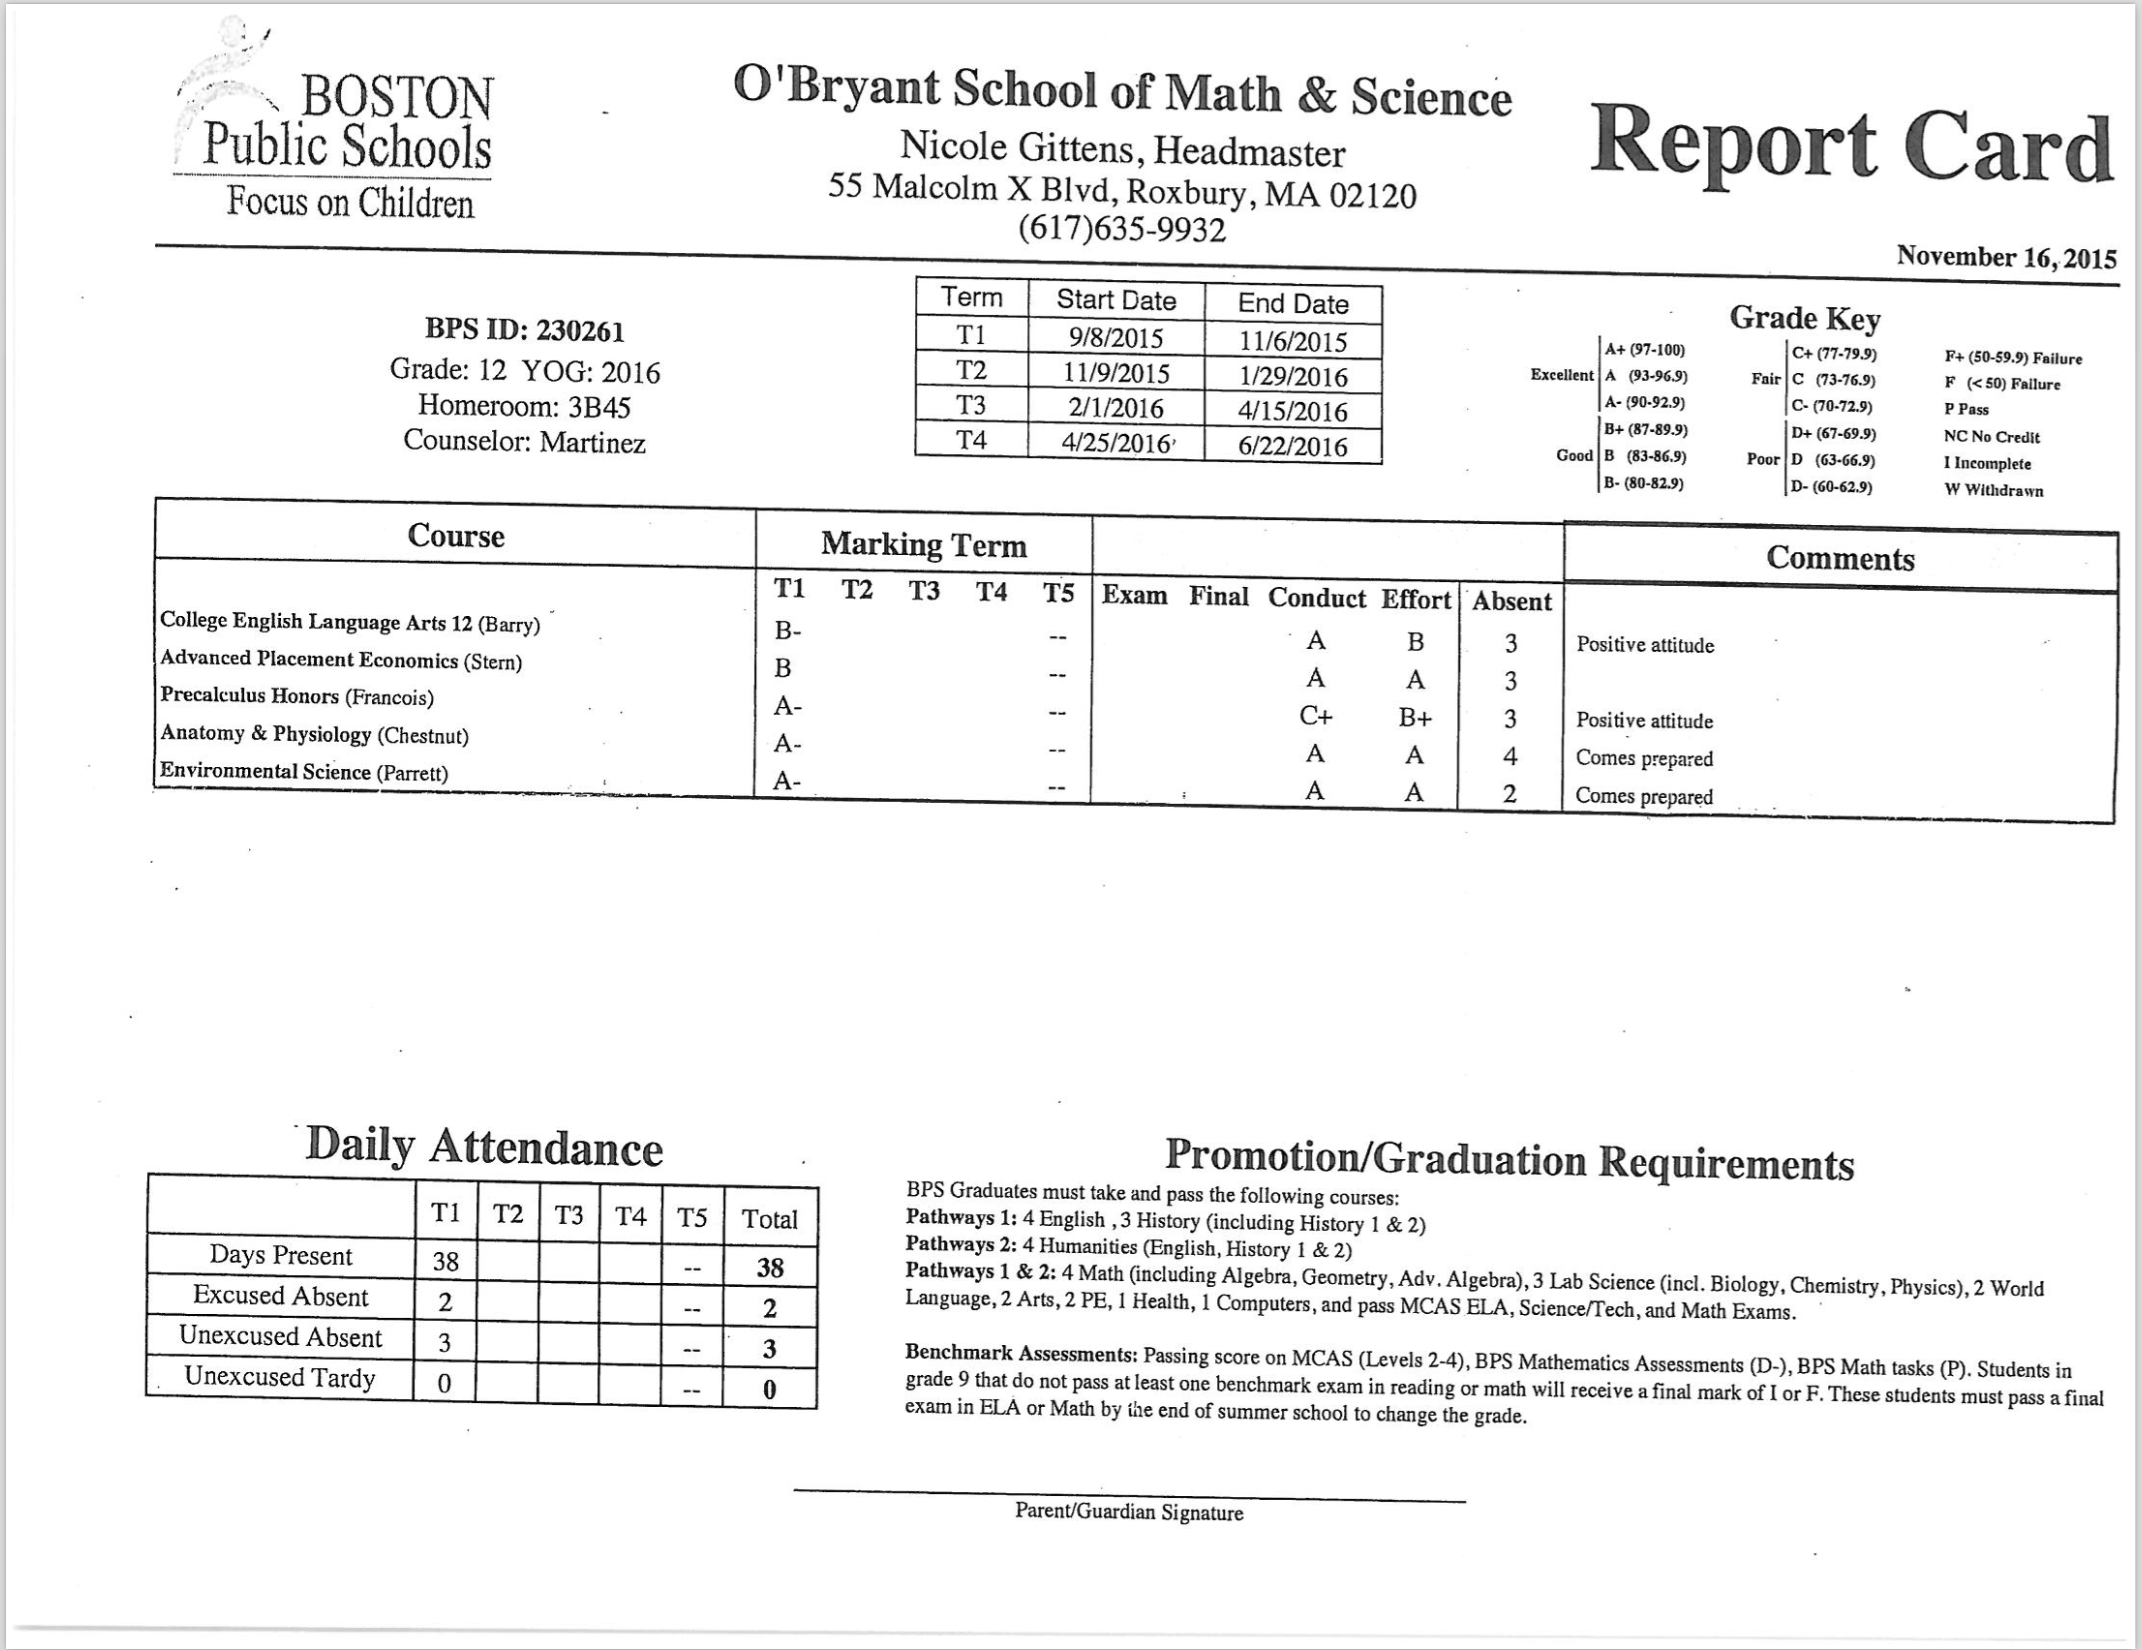 BOSTON
Public Schools
Focus on Children
O'Bryant School of Math & Science
Nicole Gittens, Headmaster
55 Malcolm X Blvd, Roxbury, MA 02120
(617)635-9932
Report Card
November 16, 2015
BPS ID: 230261
Grade: 12 YOG: 2016
Homeroom: 3B45
Counselor: Martinez
Term Start Date End Date
T1 9/8/2015 11/6/2015
T2 11/9/2015 1/29/2016
T3 2/1/2016 4/15/2016
T4 4/25/2016 6/22/2016
Grade Key
A+ (97-100) C+ (77-79.9) F+ (50-59.9) Failure
Excellent A (93-96.9) Fair C (73-76.9) F (< 50) Failure
A- (90-92.9) C- (70-72.9) P Pass
B+ (87-89.9) D+ (67-69.9) NC No Credit
Good B (83-86.9) Poor D (63-66.9) I Incomplete
B- (80-82.9) D- (60-62.9) W Withdrawn
Course Marking Term Comments
T1 T2 T3 T4 T5 Exam Final Conduct Effort Absent
College English Language Arts 12 (Barry) B- -- A B 3 Positive attitude
Advanced Placement Economics (Stern) B -- A A 3
Precalculus Honors (Francois) A- -- C+ B+ 3 Positive attitude
Anatomy & Physiology (Chestnut) A- -- A A 4 Comes prepared
Environmental Science (Parrett) A- -- A A 2 Comes prepared
Daily Attendance
T1 T2 T3 T4 T5 Total
Days Present 38 -- 38
Excused Absent 2 -- 2
Unexcused Absent 3 -- 3
Unexcused Tardy 0 -- 0
Promotion/Graduation Requirements
BPS Graduates must take and pass the following courses:
Pathways 1: 4 English , 3 History (including History 1 & 2)
Pathways 2: 4 Humanities (English, History 1 & 2)
Pathways 1 & 2: 4 Math (including Algebra, Geometry, Adv. Algebra), 3 Lab Science (incl. Biology, Chemistry, Physics), 2 World
Language, 2 Arts, 2 PE, 1 Health, 1 Computers, and pass MCAS ELA, Science/Tech, and Math Exams.
Benchmark Assessments: Passing score on MCAS (Levels 2-4), BPS Mathematics Assessments (D-), BPS Math tasks (P). Students in
grade 9 that do not pass at least one benchmark exam in reading or math will receive a final mark of I or F. These students must pass a final
exam in ELA or Math by the end of summer school to change the grade.
Parent/Guardian Signature